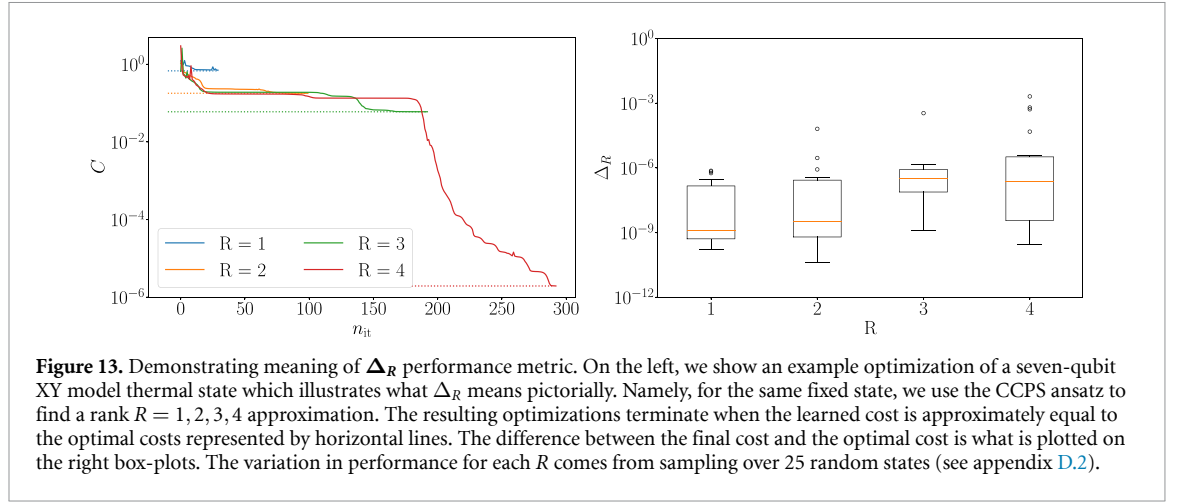 10^0
10^{-2}
10^{-4}
10^{-6}
C
0 50 100 150 200 250 300
n_it
R = 1
R = 2
R = 3
R = 4
10^0
10^{-3}
10^{-6}
10^{-9}
10^{-12}
Δ_R
1 2 3 4
R
Figure 13. Demonstrating meaning of Δ_R performance metric. On the left, we show an example optimization of a seven-qubit
XY model thermal state which illustrates what Δ_R means pictorially. Namely, for the same fixed state, we use the CCPS ansatz to
find a rank R = 1, 2, 3, 4 approximation. The resulting optimizations terminate when the learned cost is approximately equal to
the optimal costs represented by horizontal lines. The difference between the final cost and the optimal cost is what is plotted on
the right box-plots. The variation in performance for each R comes from sampling over 25 random states (see appendix D.2).